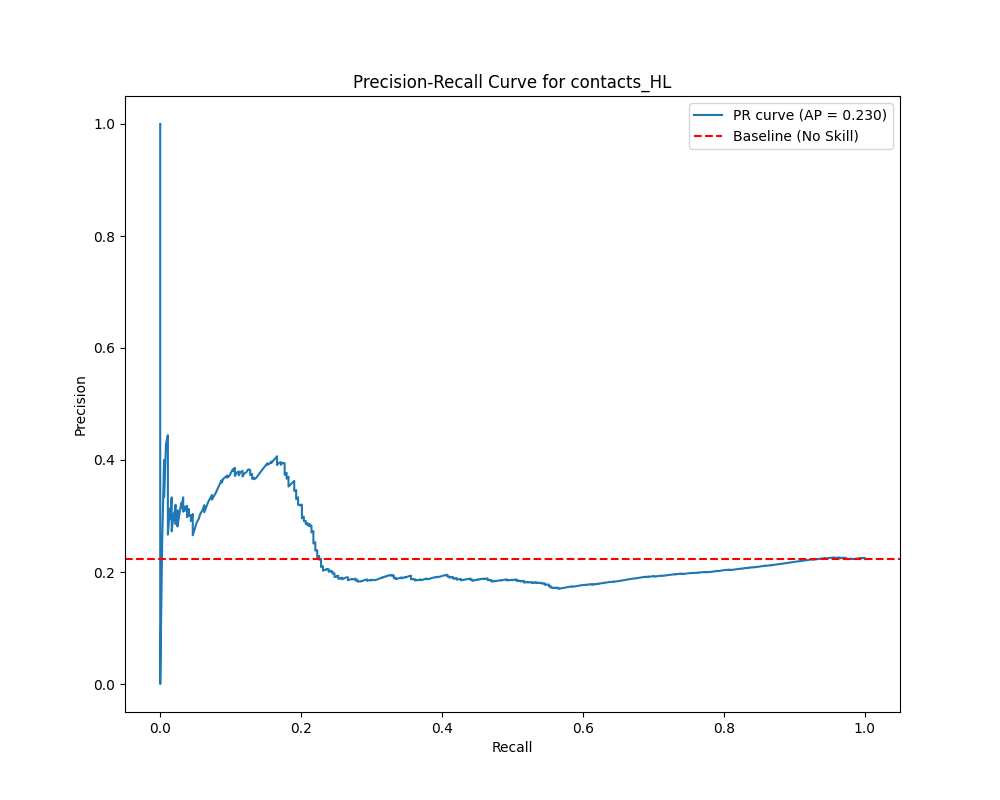 Precision-Recall Curve for contacts_HL
PR curve (AP = 0.230)
Baseline (No Skill)
1.0
0.8
0.6
0.4
0.2
0.0
Precision
0.0 0.2 0.4 0.6 0.8 1.0
Recall